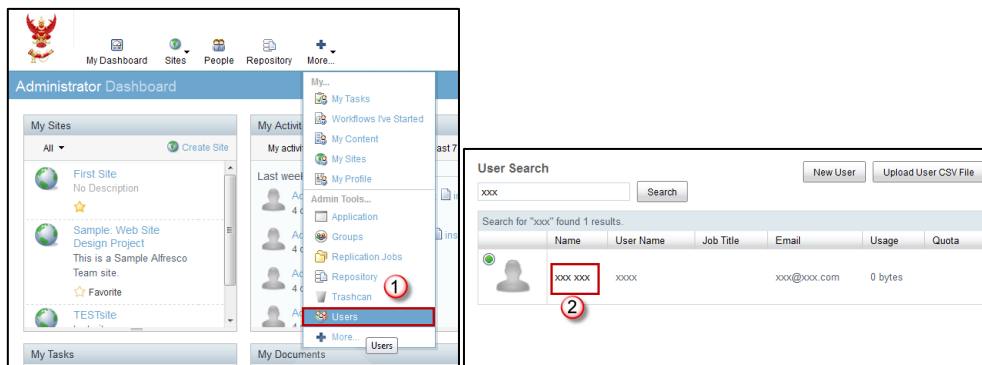 My Dashboard Sites People Repository More...
Administrator Dashboard
My Sites
All Create Site
First Site
No Description
Sample: Web Site
Design Project
This is a Sample Alfresco
Team site.
Favorite
TESTsite
My Tasks
My Activit
My activi
ast 7
Last wee
My Documents
My...
My Tasks
Workflows I've Started
My Content
My Sites
My Profile
Admin Tools...
Application
Groups
Replication Jobs
Repository
Trashcan
1
Users
More...
Users
User Search
New User Upload User CSV File
xxx Search
Search for "xxx" found 1 results.
Name User Name Job Title Email Usage Quota
xxx xxx xxxx xxx@xxx.com 0 bytes
2